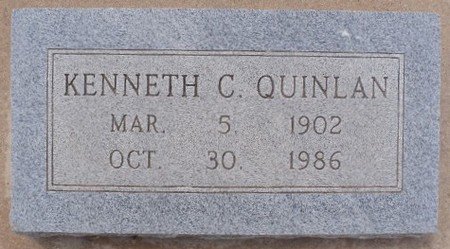 KENNETH C. QUINLAN
MAR. 5 1902
OCT. 30. 1986